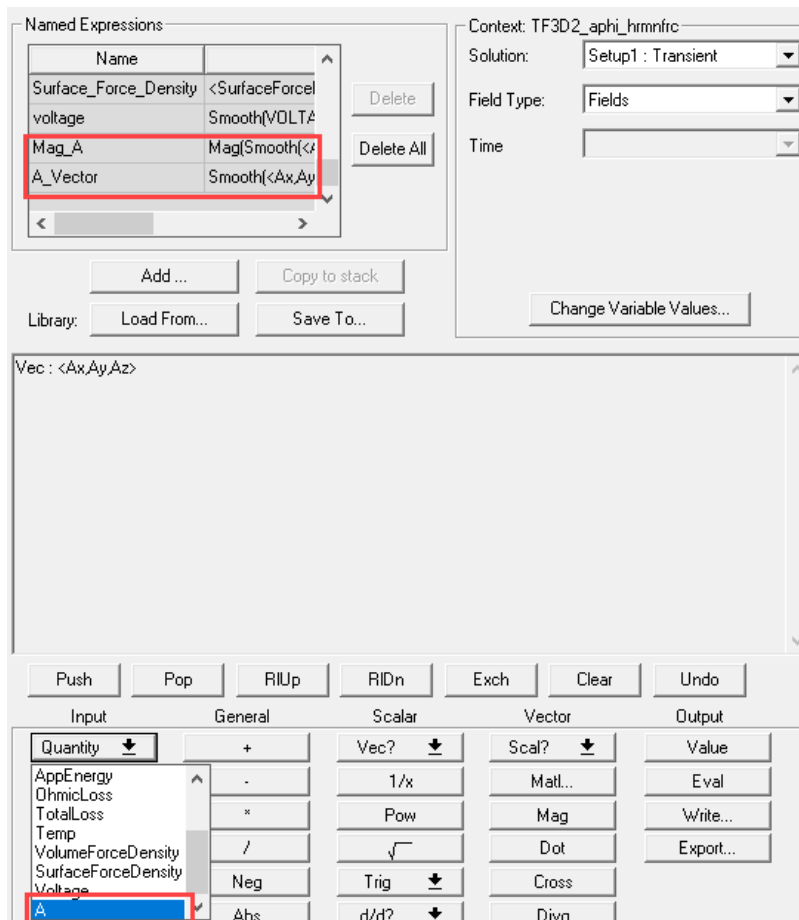 Named Expressions
Name
Surface_Force_Density <SurfaceForcel
voltage Smooth(VOLTA
Mag_A Mag(Smooth(<A
A_Vector Smooth(<Ax,Ay
Delete
Delete All
Add ...
Copy to stack
Library:
Load From...
Save To...
Context: TF3D2_aphi_hrmnfrc
Solution: Setup1 : Transient
Field Type: Fields
Time
Change Variable Values...
Vec : <Ax,Ay,Az>
Push Pop RlUp RlDn Exch Clear Undo
Input General Scalar Vector Output
Quantity + Vec? Scal? Value
AppEnergy
OhmicLoss
TotalLoss
Temp
VolumeForceDensity
SurfaceForceDensity
Voltage
A
- 1/x Matl... Eval
* Pow Mag Write...
/ √ Dot Export...
Neg Trig Cross
Abs d/d? Divg